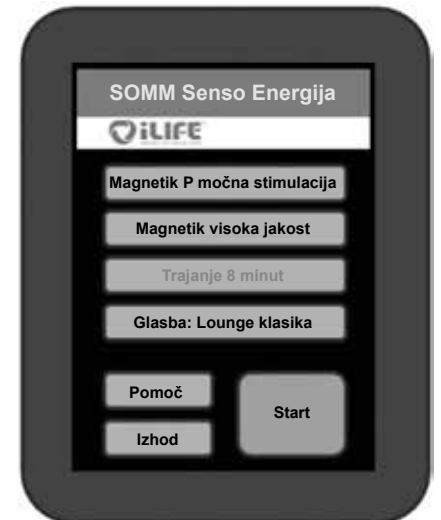 SOMM Senso Energija
iLIFE
Magnetik P močna stimulacija
Magnetik visoka jakost
Trajanje 8 minut
Glasba: Lounge klasika
Pomoč
Start
Izhod